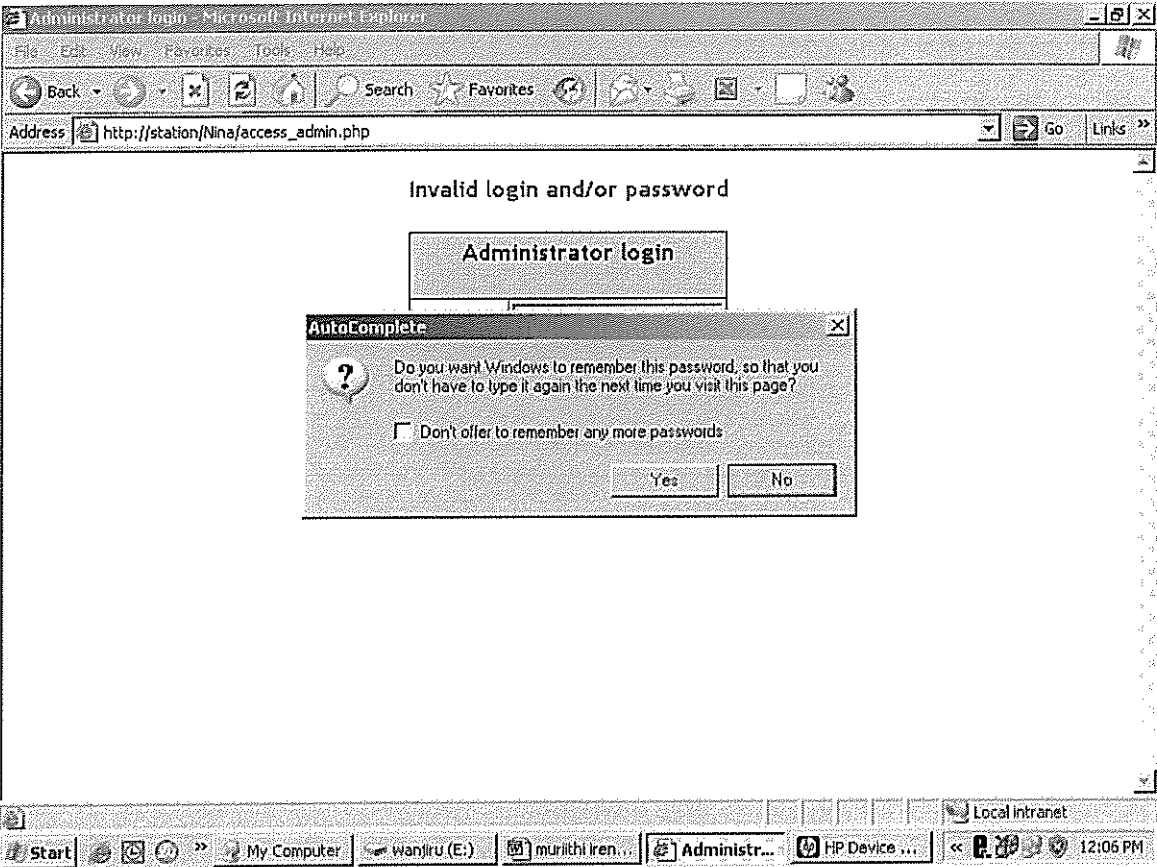 Administrator login - Microsoft Internet Explorer
File Edit View Favorites Tools Help
Back Search Favorites
Address http://station/Nina/access_admin.php Go Links »
Invalid login and/or password
Administrator login
AutoComplete
Do you want Windows to remember this password, so that you
don't have to type it again the next time you visit this page?
Don't offer to remember any more passwords
Yes No
Local intranet
Start » My Computer wanjiru (E:) muriithi Iren... Administr... HP Device ... « 12:06 PM